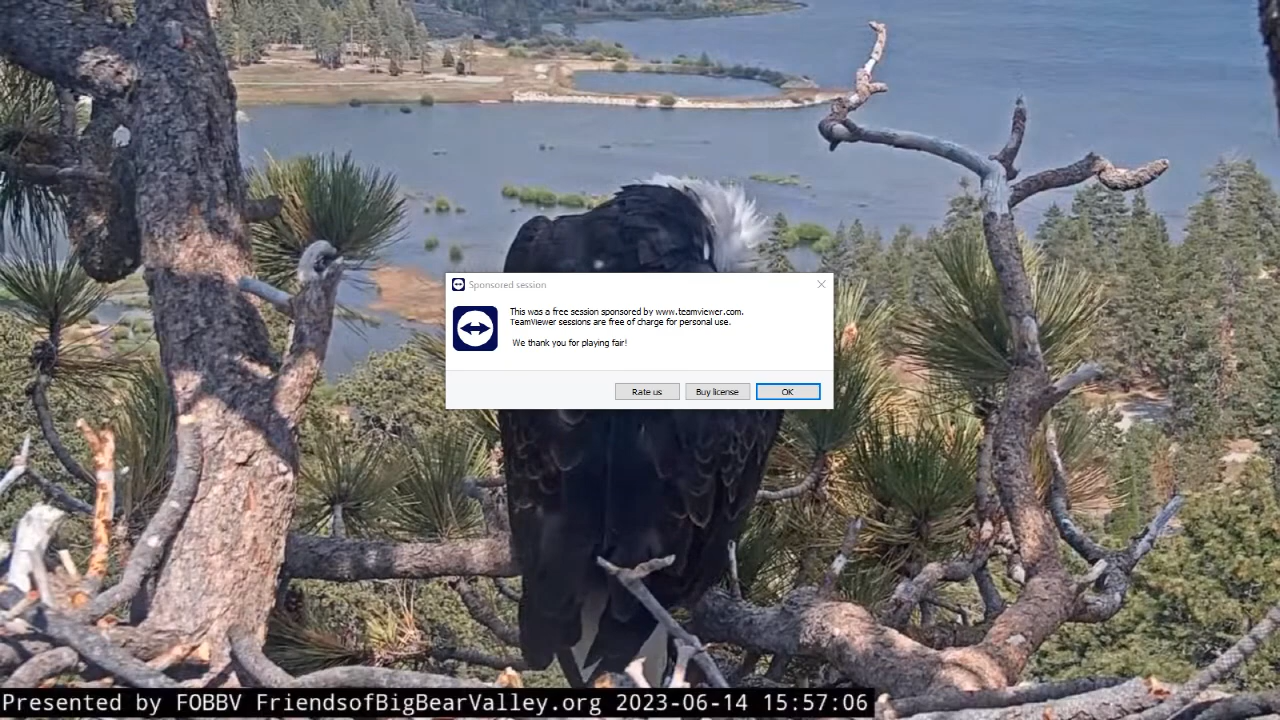 Sponsored session
This was a free session sponsored by www.teamviewer.com.
TeamViewer sessions are free of charge for personal use.
We thank you for playing fair!
Rate us Buy license OK
Presented by FOBBV FriendsofBigBearValley.org 2023-06-14 15:57:06